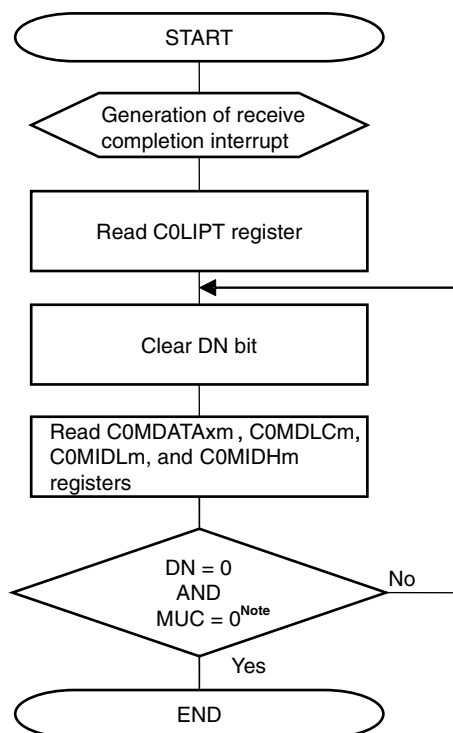 START
Generation of receive
completion interrupt
Read C0LIPT register
Clear DN bit
Read C0MDATAxm, C0MDLCm,
C0MIDLm, and C0MIDHm
registers
DN = 0
AND
MUC = 0Note
No
Yes
END